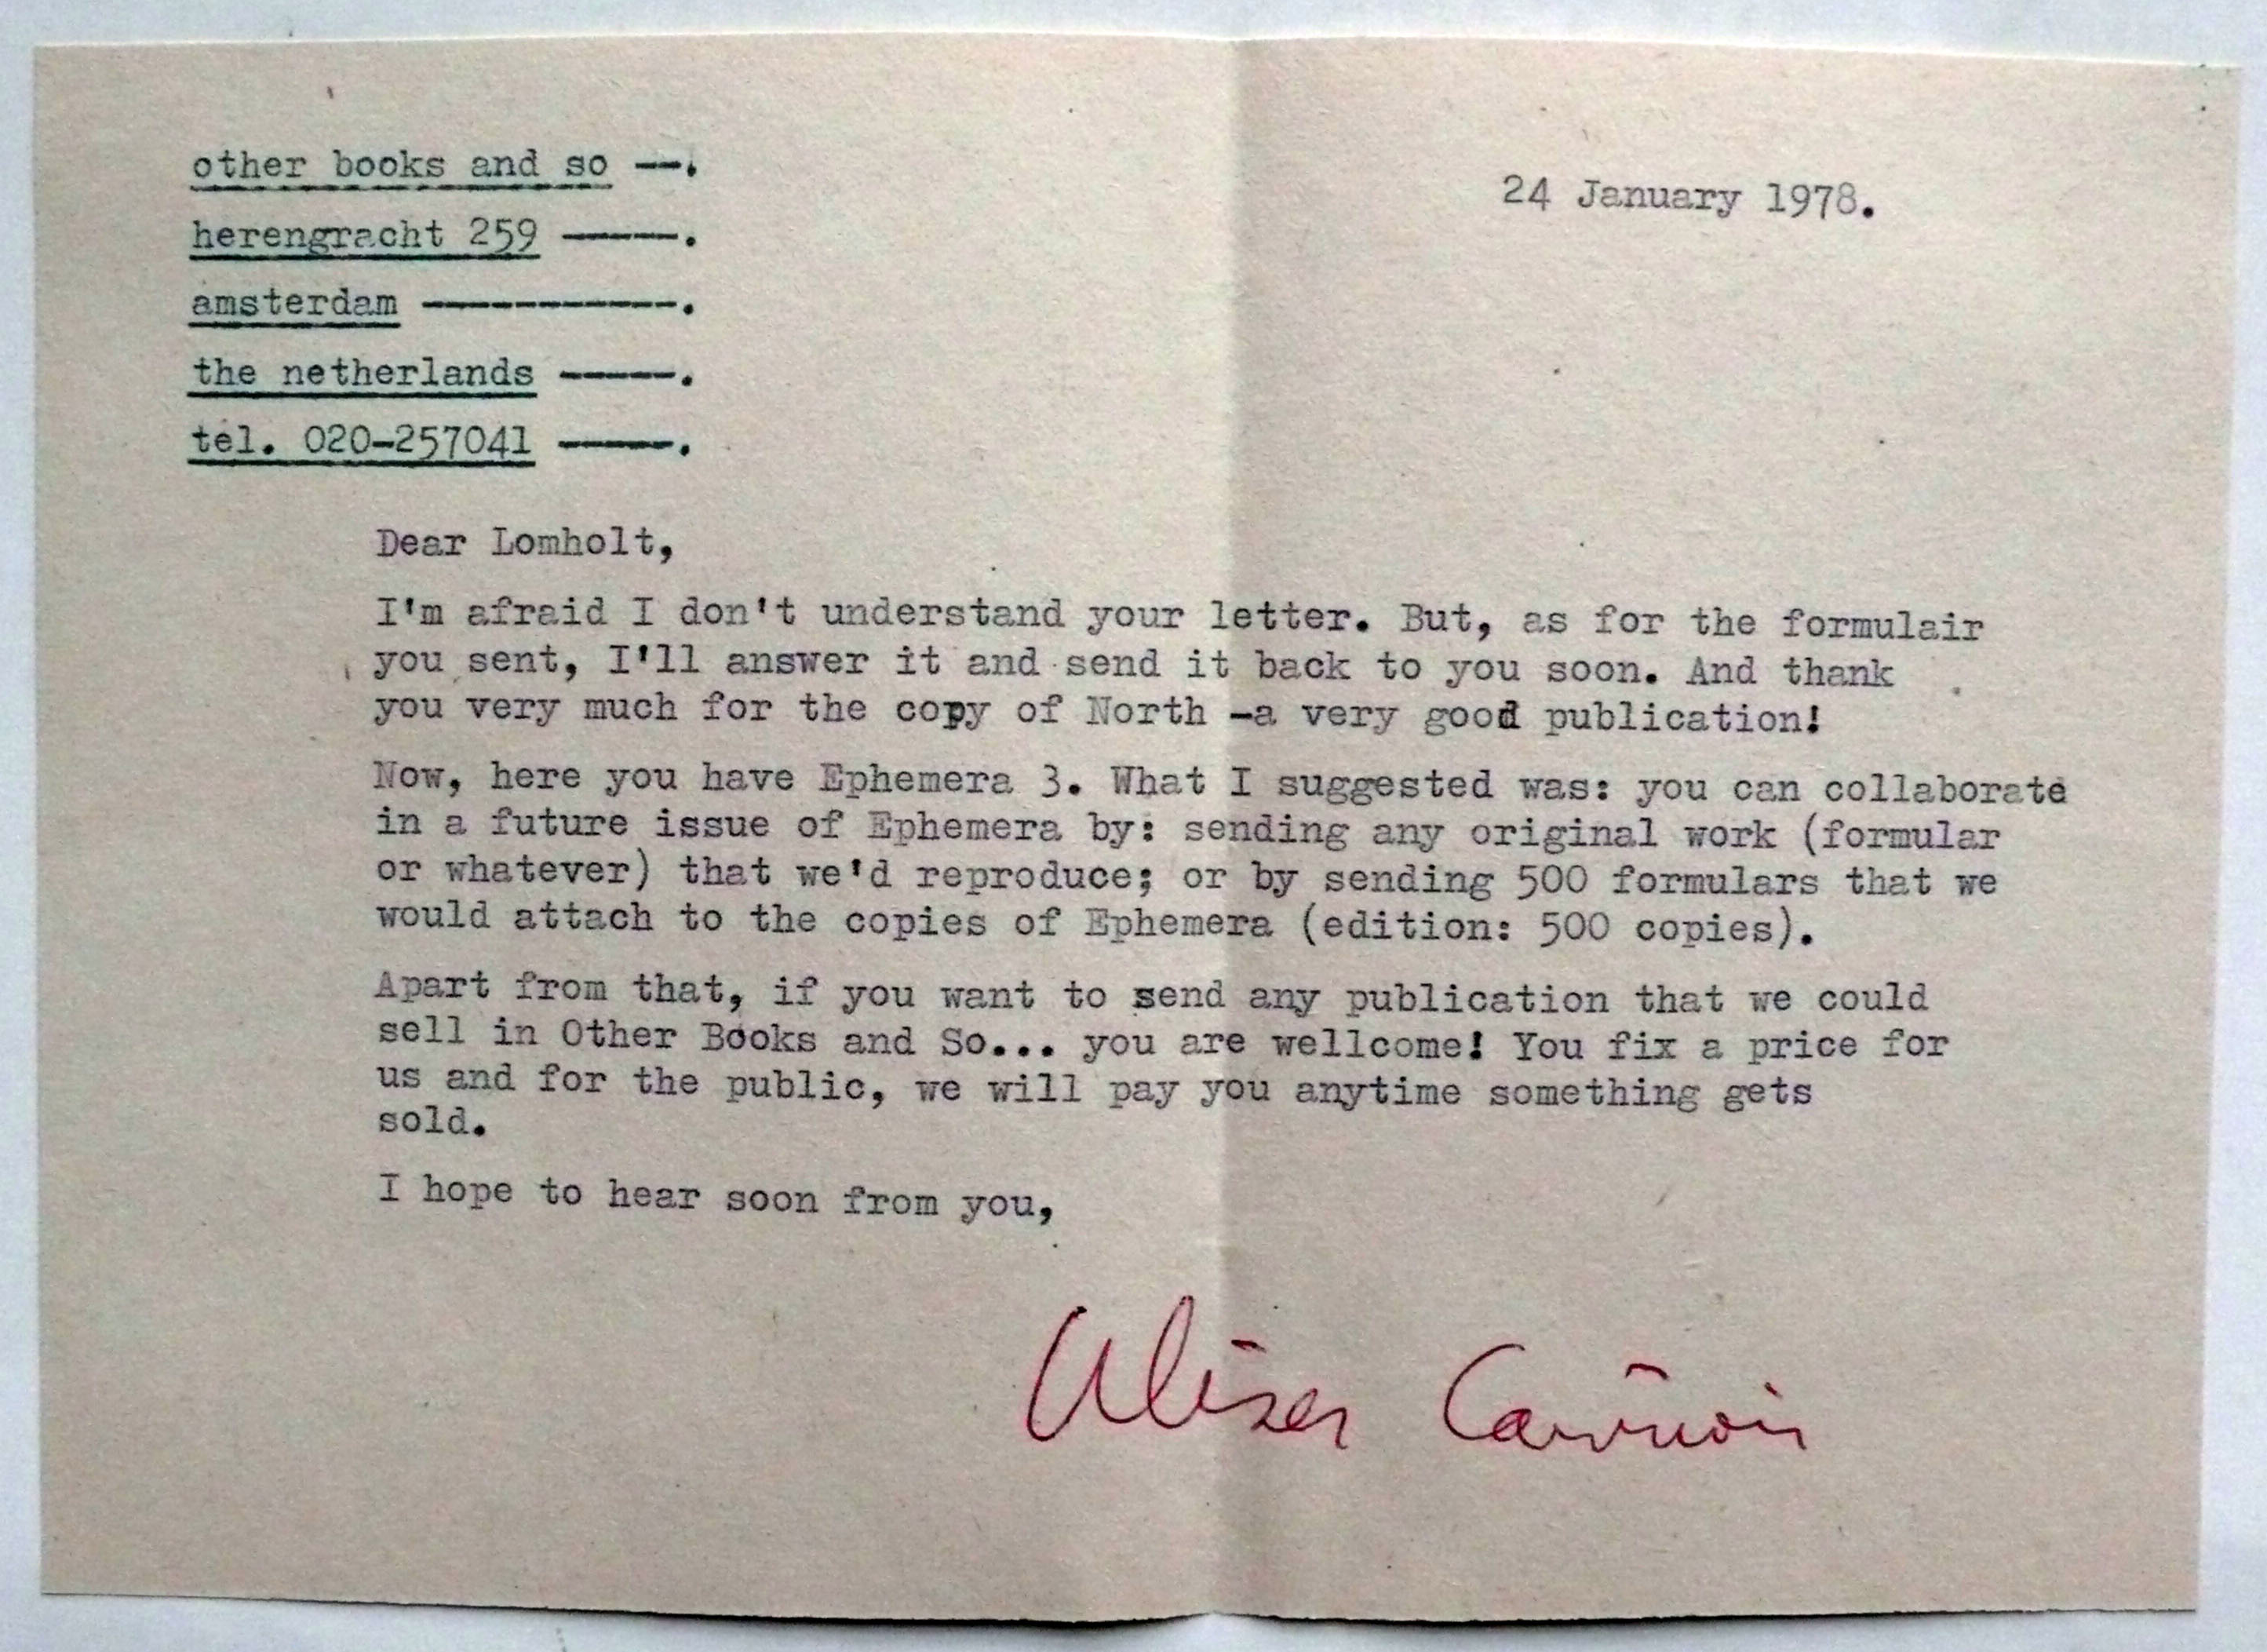 other books and so —.
herengracht 259 ——.
amsterdam ————.
the netherlands ——.
tel. 020-257041 ——.
24 January 1978.
Dear Lomholt,
I'm afraid I don't understand your letter. But, as for the formulair
you sent, I'll answer it and send it back to you soon. And thank
you very much for the copy of North -a very good publication!
Now, here you have Ephemera 3. What I suggested was: you can collaborate
in a future issue of Ephemera by: sending any original work (formular
or whatever) that we'd reproduce; or by sending 500 formulars that we
would attach to the copies of Ephemera (edition: 500 copies).
Apart from that, if you want to send any publication that we could
sell in Other Books and So... you are wellcome! You fix a price for
us and for the public, we will pay you anytime something gets
sold.
I hope to hear soon from you,
Ulises Carrión